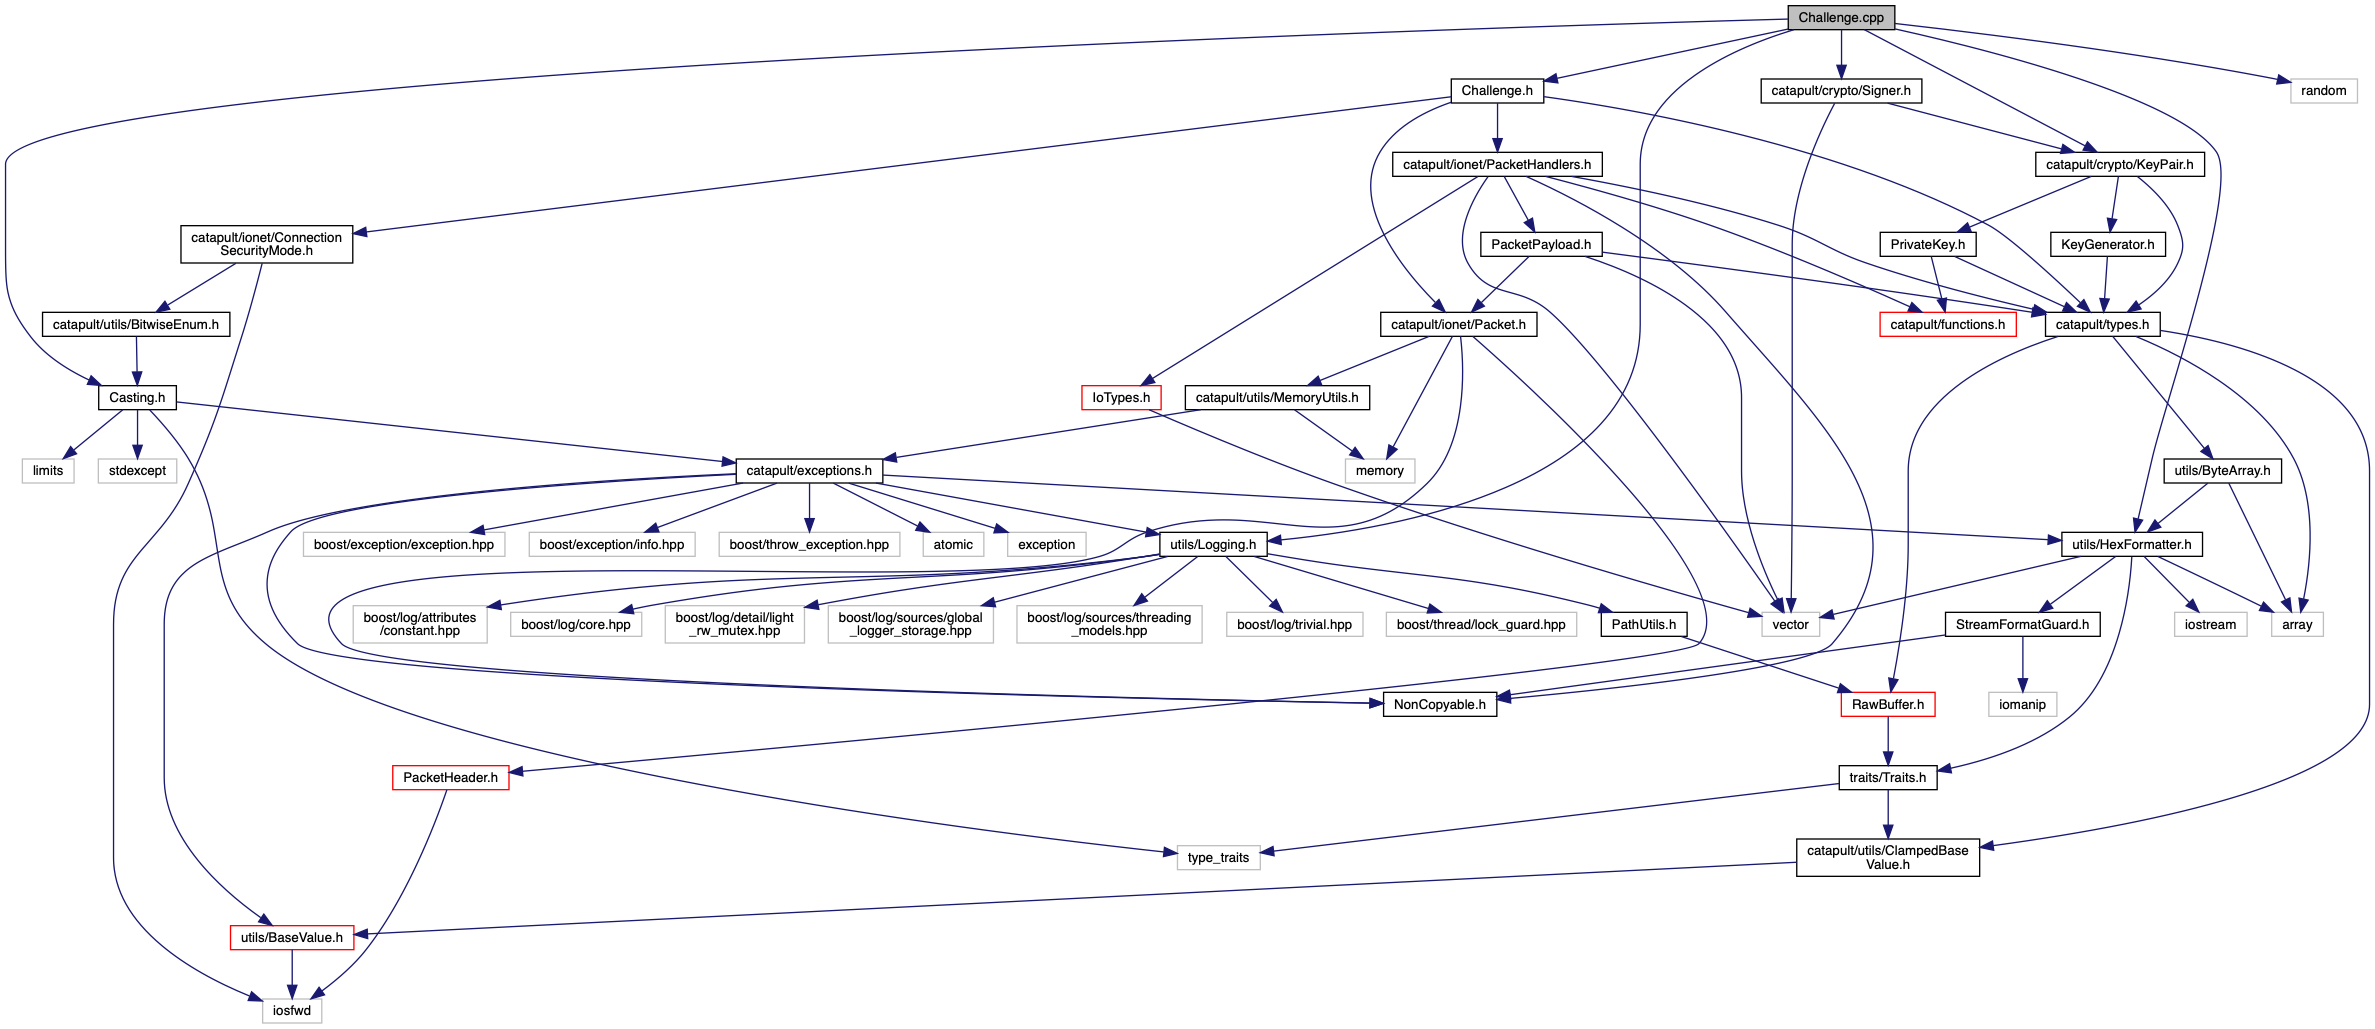 Challenge.cpp
Challenge.h
catapult/crypto/Signer.h
random
catapult/ionet/PacketHandlers.h
catapult/crypto/KeyPair.h
catapult/ionet/Connection
SecurityMode.h
PacketPayload.h
PrivateKey.h
KeyGenerator.h
catapult/utils/BitwiseEnum.h
catapult/ionet/Packet.h
catapult/functions.h
catapult/types.h
Casting.h
IoTypes.h
catapult/utils/MemoryUtils.h
limits
stdexcept
catapult/exceptions.h
memory
utils/ByteArray.h
boost/exception/exception.hpp
boost/exception/info.hpp
boost/throw_exception.hpp
atomic
exception
utils/Logging.h
utils/HexFormatter.h
boost/log/attributes
/constant.hpp
boost/log/core.hpp
boost/log/detail/light
_rw_mutex.hpp
boost/log/sources/global
_logger_storage.hpp
boost/log/sources/threading
_models.hpp
boost/log/trivial.hpp
boost/thread/lock_guard.hpp
PathUtils.h
vector
StreamFormatGuard.h
iostream
array
NonCopyable.h
RawBuffer.h
iomanip
PacketHeader.h
traits/Traits.h
type_traits
catapult/utils/ClampedBase
Value.h
utils/BaseValue.h
iosfwd